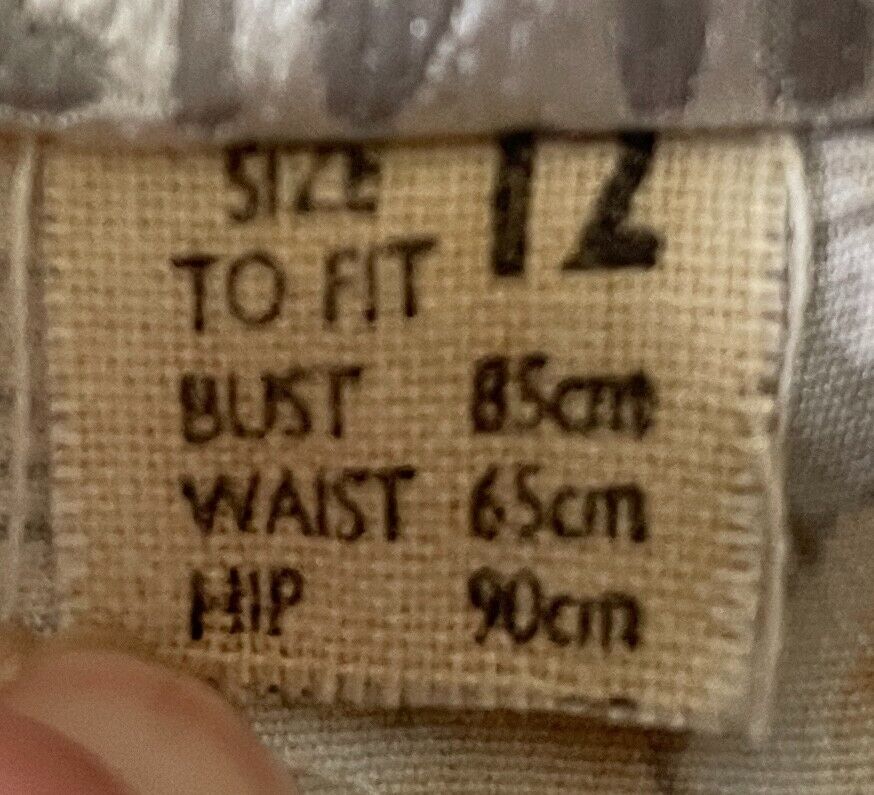 SIZE 12
TO FIT
BUST 85cm
WAIST 65cm
HIP 90cm